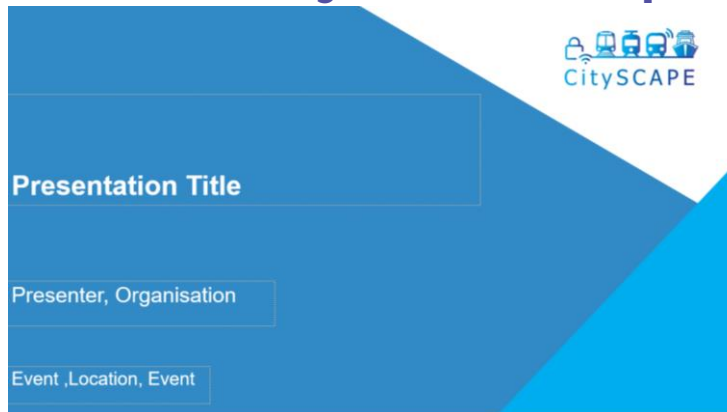 CitySCAPE
Presentation Title
Presenter, Organisation
Event ,Location, Event